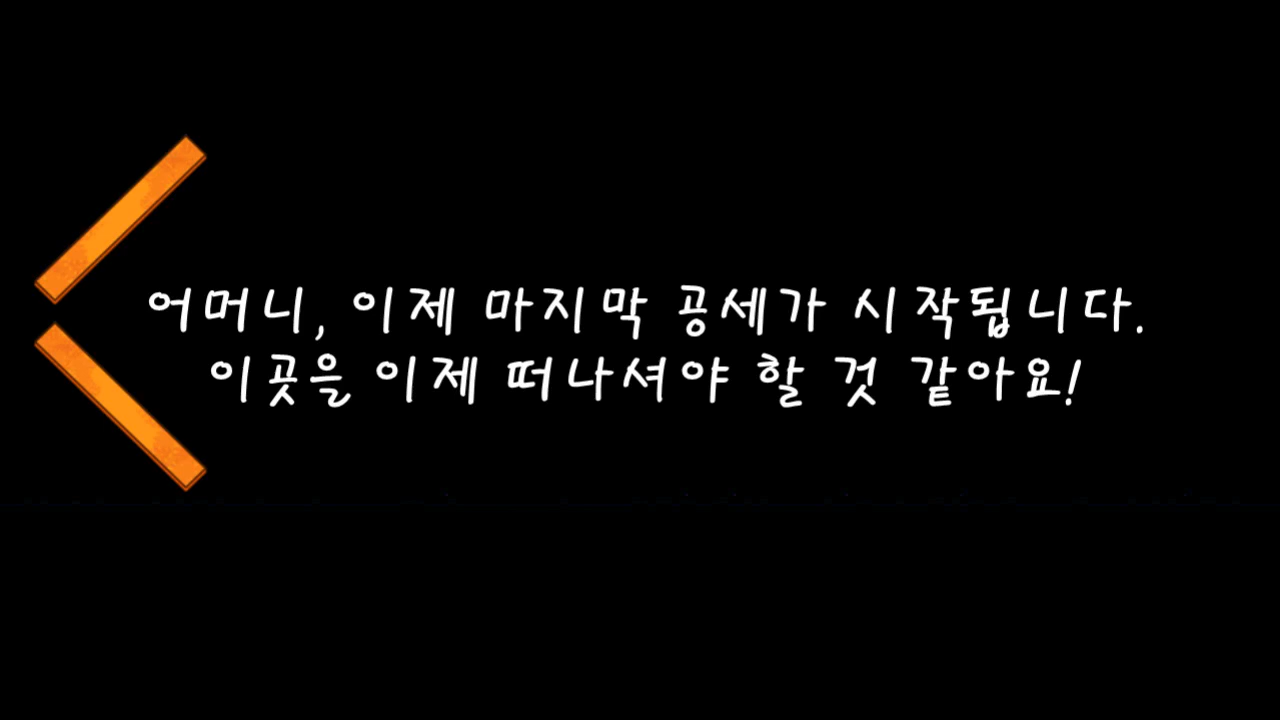 어머니, 이제 마지막 공세가 시작됩니다.
이곳을 이제 떠나셔야 할 것 같아요!